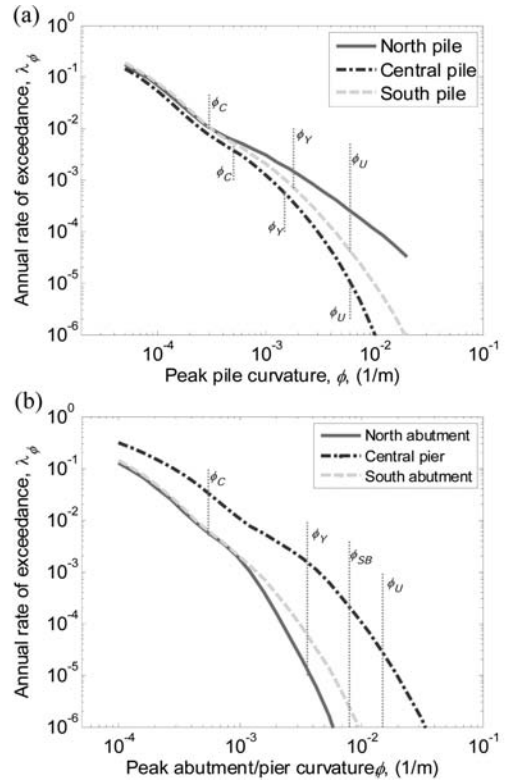 (a)
10^0
10^-1
10^-2
10^-3
10^-4
10^-5
10^-6
Annual rate of exceedance, λ_ϕ
North pile
Central pile
South pile
ϕ_C
ϕ_Y
ϕ_U
ϕ_C
ϕ_Y
ϕ_U
10^-4
10^-3
10^-2
10^-1
Peak pile curvature, ϕ, (1/m)
(b)
10^0
10^-1
10^-2
10^-3
10^-4
10^-5
10^-6
Annual rate of exceedance, λ_ϕ
North abutment
Central pier
South abutment
ϕ_C
ϕ_Y
ϕ_SB
ϕ_U
10^-4
10^-3
10^-2
10^-1
Peak abutment/pier curvatureϕ, (1/m)